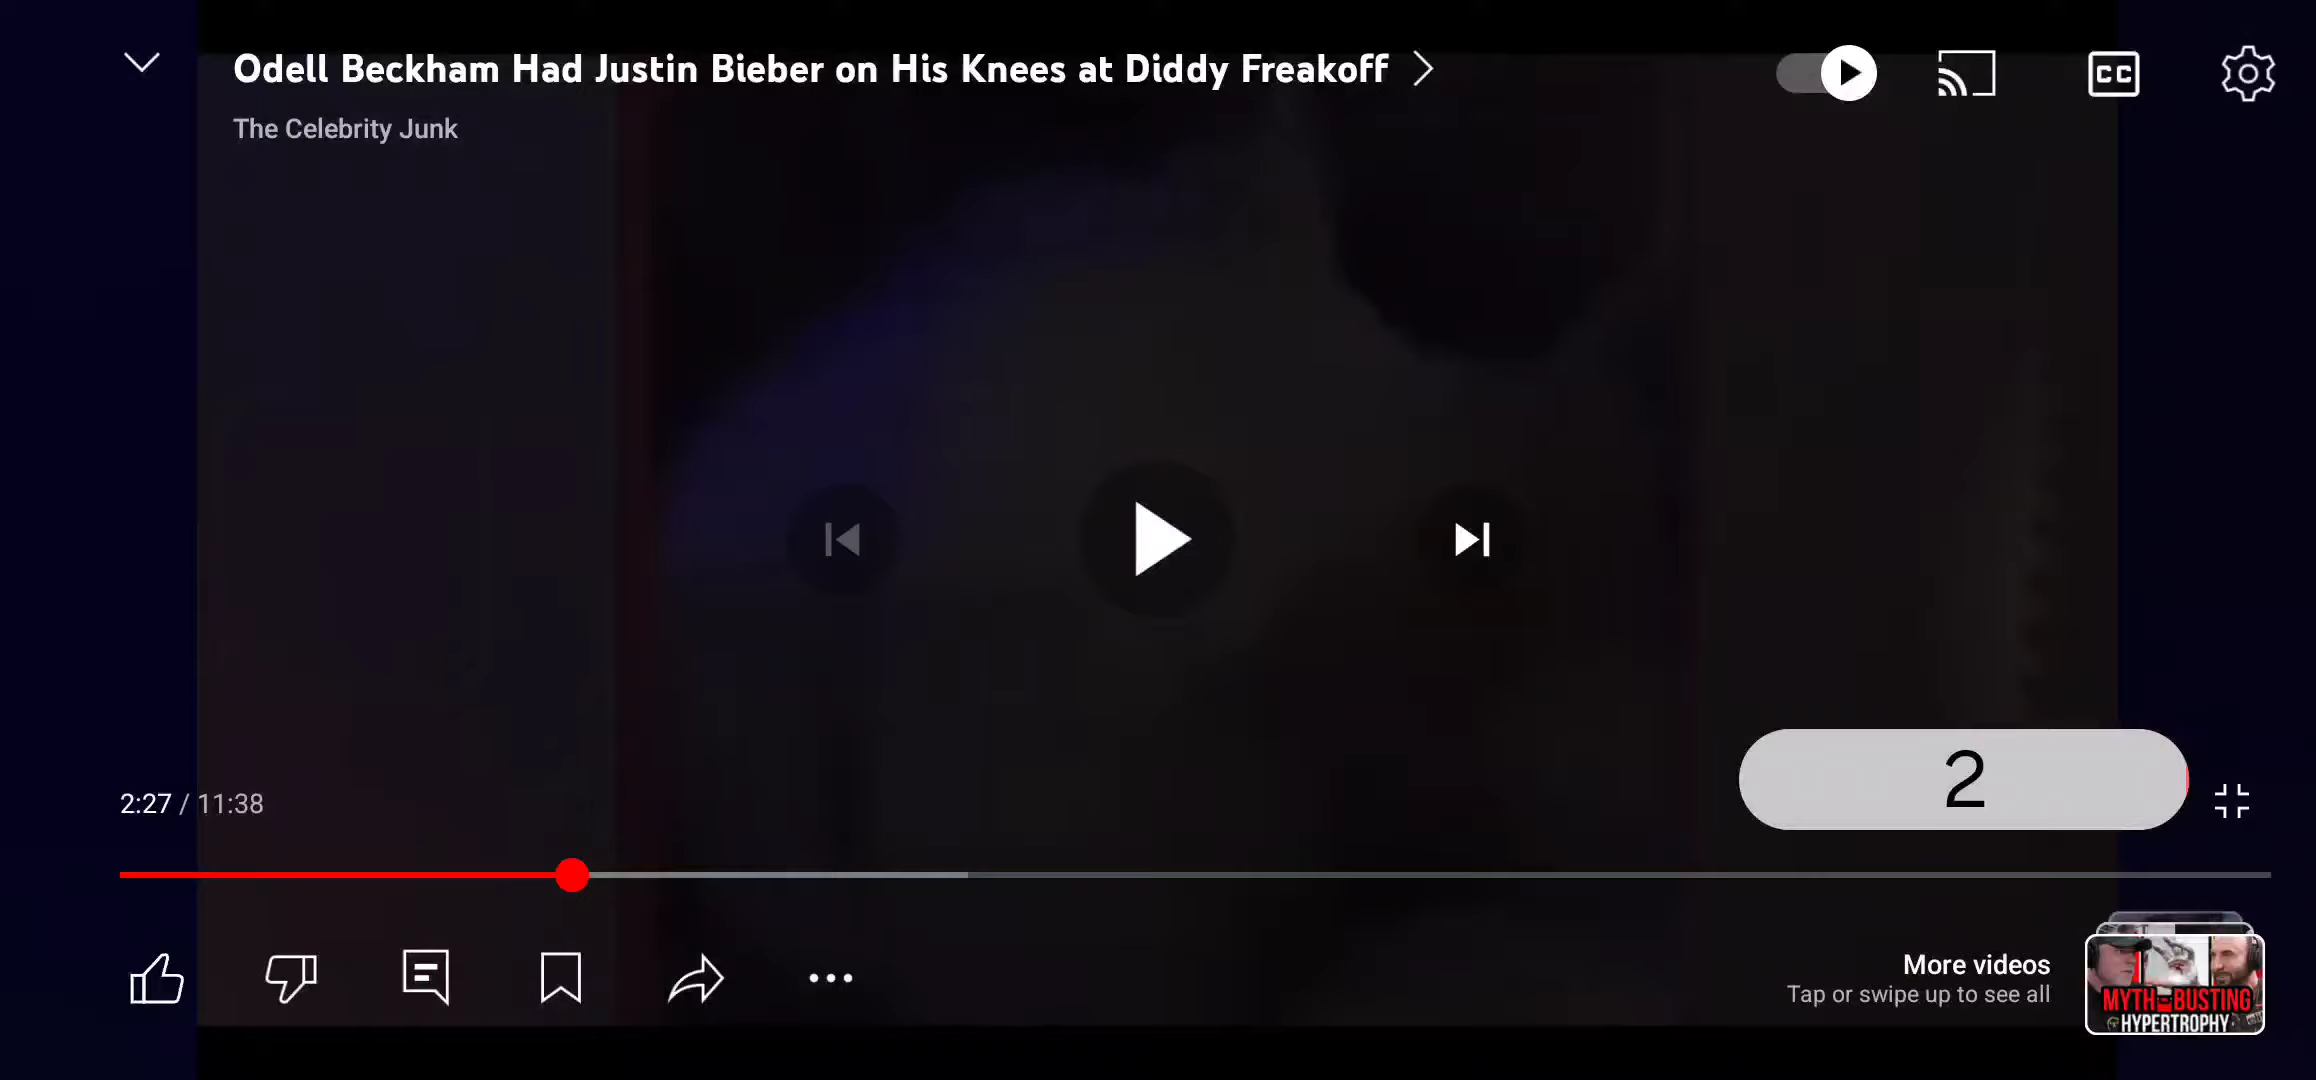 Odell Beckham Had Justin Bieber on His Knees at Diddy Freakoff
The Celebrity Junk
CC
2
2:27 / 11:38
More videos
Tap or swipe up to see all
MYTH BUSTING
HYPERTROPHY